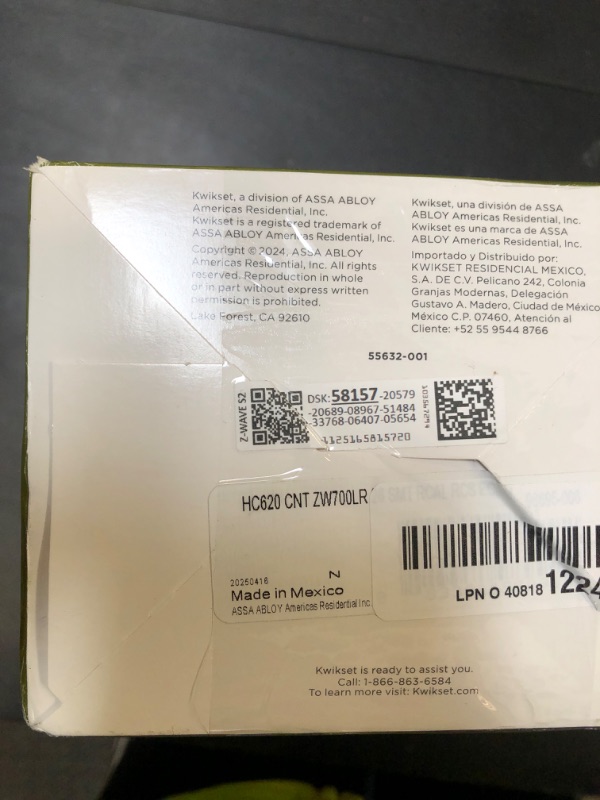 Kwikset, a division of ASSA ABLOY
Americas Residential, Inc.
Kwikset is a registered trademark of
ASSA ABLOY Americas Residential, Inc.
Copyright © 2024, ASSA ABLOY
Americas Residential, Inc. All rights
reserved. Reproduction in whole
or in part without express written
permission is prohibited.
Lake Forest, CA 92610
Kwikset, una división de ASSA
ABLOY Americas Residential, Inc.
Kwikset es una marca de ASSA
ABLOY Americas Residential, Inc.
Importado y Distribuido por:
KWIKSET RESIDENCIAL MEXICO,
S.A. DE C.V. Pelicano 242, Colonia
Granjas Modernas, Delegación
Gustavo A. Madero, Ciudad de México
México C.P. 07460, Atención al
Cliente: +52 55 9544 8766
55632-001
Z-WAVE S2
DSK: 58157-20579
-20689-08967-51484
-33768-06407-05654
1125165815720
HC620 CNT ZW700LR
20250416
N
Made in Mexico
ASSA ABLOY Americas Residential Inc.
LPN O 40818 1224
Kwikset is ready to assist you.
Call: 1-866-863-6584
To learn more visit: Kwikset.com